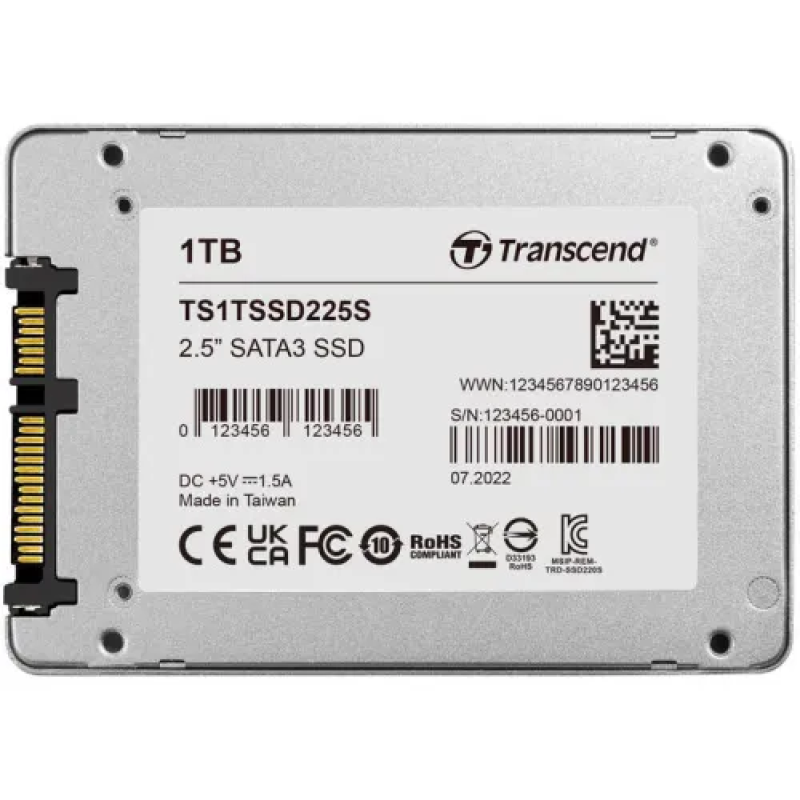 1TB
Transcend®
TS1TSSD225S
2.5” SATA3 SSD
WWN:1234567890123456
S/N:123456-0001
0 123456 123456
07.2022
DC +5V⎓1.5A
Made in Taiwan
CE UK CA FC 10 RoHS COMPLIANT
D33193
RoHS
MSIP-REM-
TRD-SSD220S